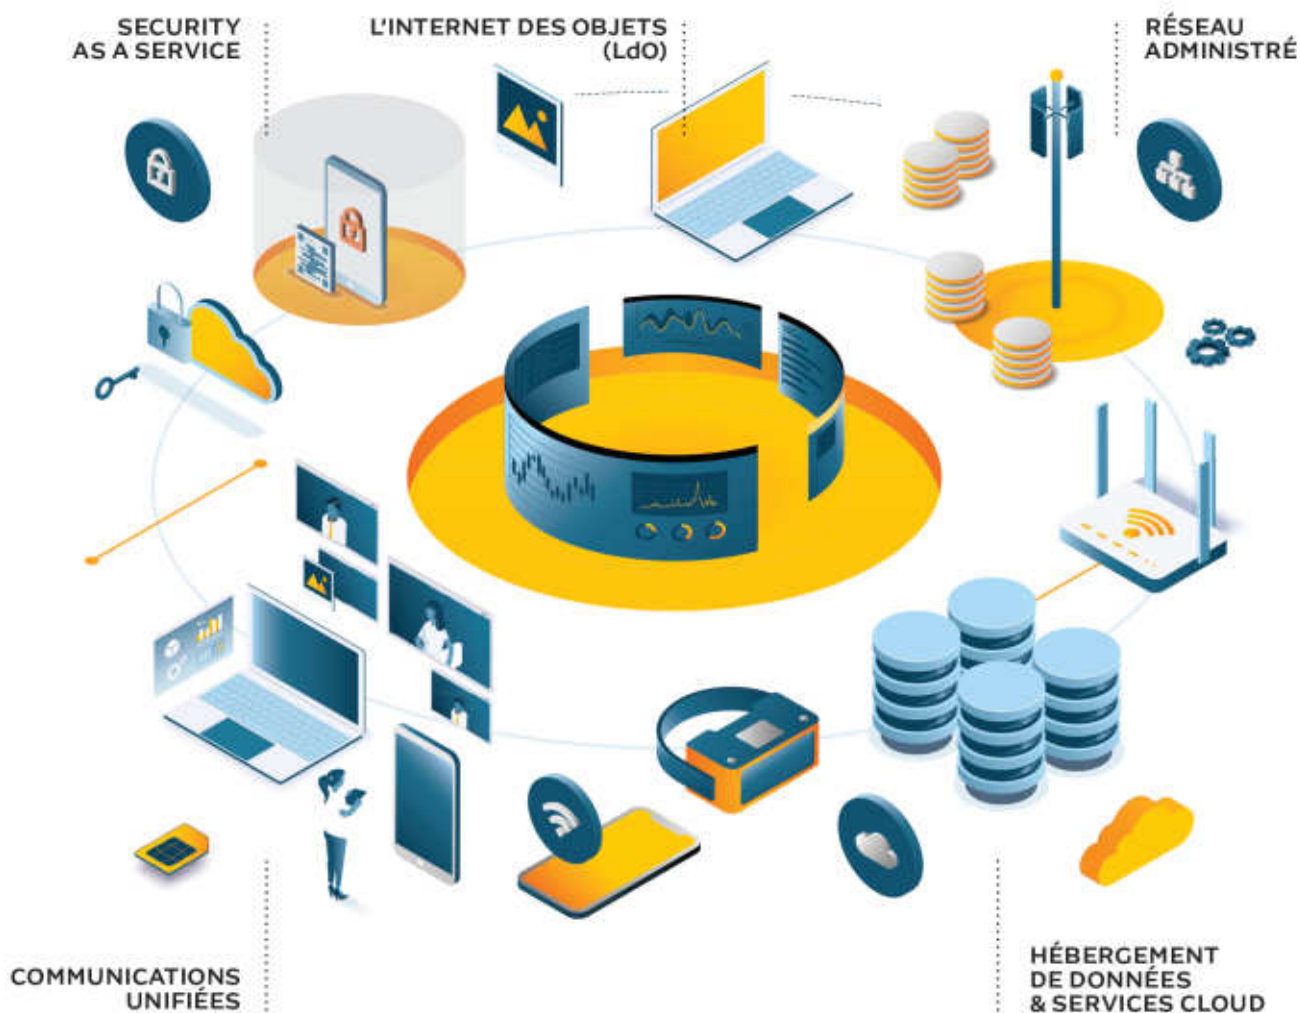 SECURITY
AS A SERVICE
L'INTERNET DES OBJETS
(LdO)
RÉSEAU
ADMINISTRÉ
COMMUNICATIONS
UNIFIÉES
HÉBERGEMENT
DE DONNÉES
& SERVICES CLOUD